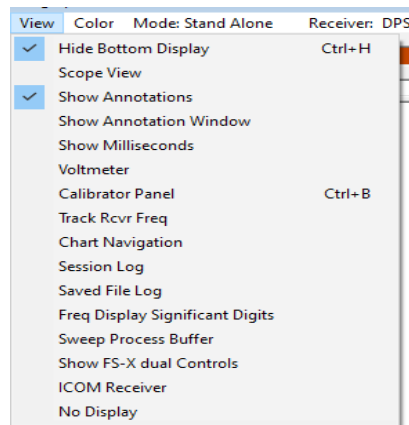 View Color Mode: Stand Alone Receiver: DPS
Hide Bottom Display Ctrl+H
Scope View
Show Annotations
Show Annotation Window
Show Milliseconds
Voltmeter
Calibrator Panel Ctrl+B
Track Rcvr Freq
Chart Navigation
Session Log
Saved File Log
Freq Display Significant Digits
Sweep Process Buffer
Show FS-X dual Controls
ICOM Receiver
No Display